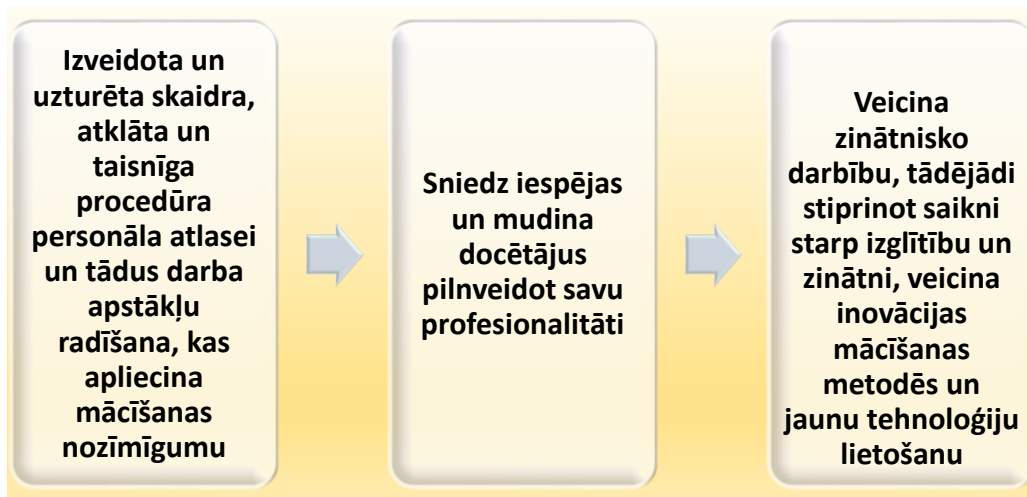 Izveidota un
uzturēta skaidra,
atklāta un
taisnīga
procedūra
personāla atlasei
un tādus darba
apstākļu
radīšana, kas
apliecina
mācīšanas
nozīmīgumu
Sniedz iespējas
un mudina
docētājus
pilnveidot savu
profesionalitāti
Veicina
zinātnisko
darbību, tādējādi
stiprinot saikni
starp izglītību un
zinātni, veicina
inovācijas
mācīšanas
metodēs un
jaunu tehnoloģiju
lietošanu